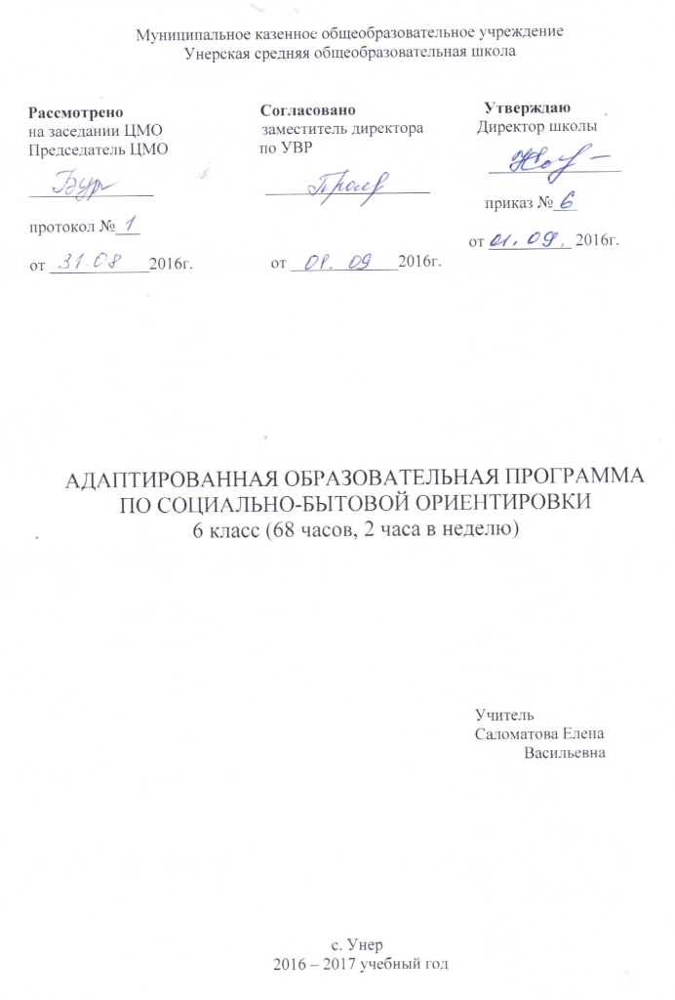 Муниципальное казенное общеобразовательное учреждение
Унерская средняя общеобразовательная школа
Рассмотрено
на заседании ЦМО
Председатель ЦМО
протокол № 1
от 31.08 2016г.
Согласовано
заместитель директора
по УВР
от 01. 09 2016г.
Утверждаю
Директор школы
приказ № 6
от 01.09. 2016г.
АДАПТИРОВАННАЯ ОБРАЗОВАТЕЛЬНАЯ ПРОГРАММА
ПО СОЦИАЛЬНО-БЫТОВОЙ ОРИЕНТИРОВКИ
6 класс (68 часов, 2 часа в неделю)
Учитель
Саломатова Елена
Васильевна
с. Унер
2016 – 2017 учебный год